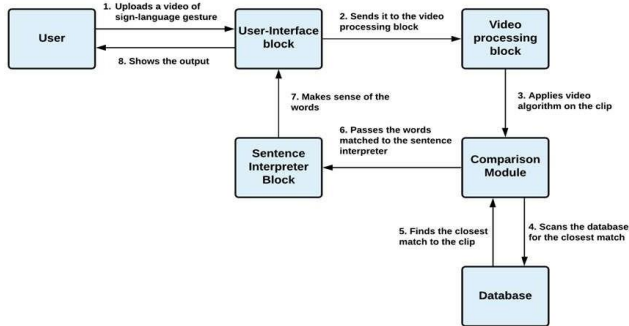 1. Uploads a video of
sign-language gesture
User
User-Interface
block
2. Sends it to the video
processing block
Video
processing
block
8. Shows the output
3. Applies video
algorithm on the clip
7. Makes sense of the
words
6. Passes the words
matched to the sentence
interpreter
Sentence
Interpreter
Block
Comparison
Module
5. Finds the closest
match to the clip
4. Scans the database
for the closest match
Database